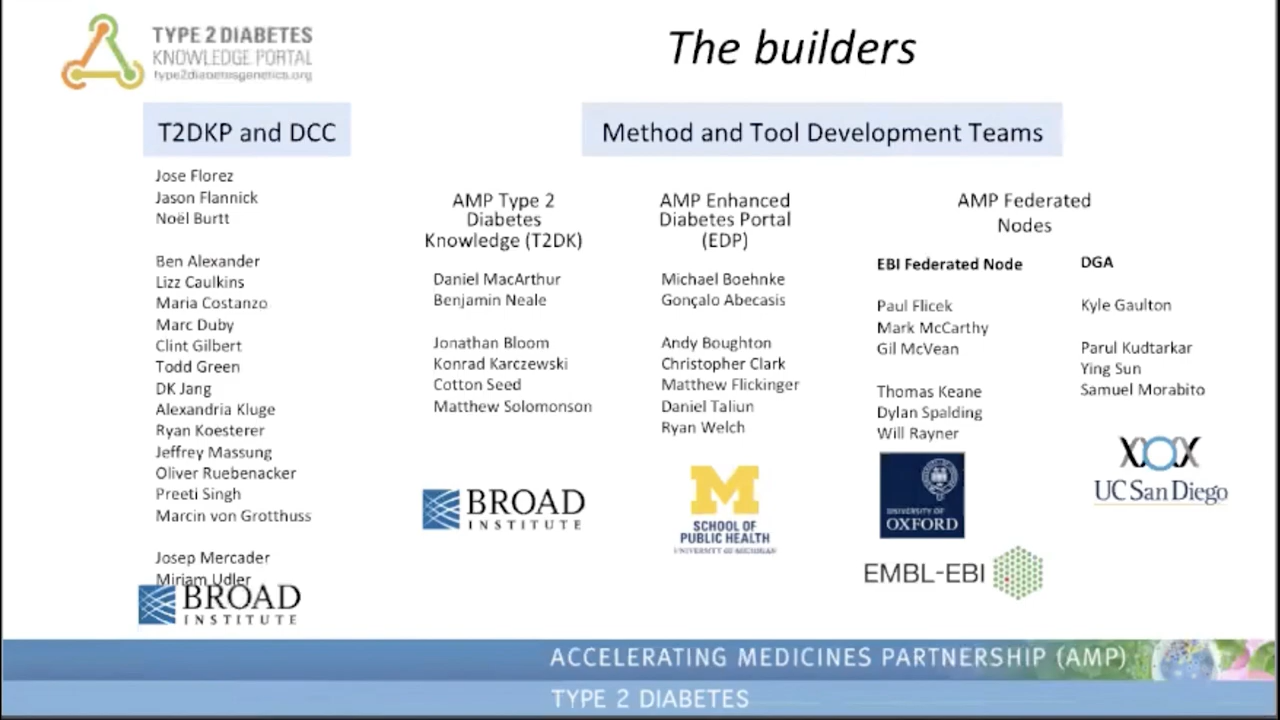 TYPE 2 DIABETES
KNOWLEDGE PORTAL
type2diabetesgenetics.org
The builders
T2DKP and DCC
Jose Florez
Jason Flannick
Noël Burtt
Ben Alexander
Lizz Caulkins
Maria Costanzo
Marc Duby
Clint Gilbert
Todd Green
DK Jang
Alexandria Kluge
Ryan Koesterer
Jeffrey Massung
Oliver Ruebenacker
Preeti Singh
Marcin von Grotthuss
Josep Mercader
Miriam Udler
BROAD
INSTITUTE
Method and Tool Development Teams
AMP Type 2
Diabetes
Knowledge (T2DK)
Daniel MacArthur
Benjamin Neale
Jonathan Bloom
Konrad Karczewski
Cotton Seed
Matthew Solomonson
BROAD
INSTITUTE
AMP Enhanced
Diabetes Portal
(EDP)
Michael Boehnke
Gonçalo Abecasis
Andy Boughton
Christopher Clark
Matthew Flickinger
Daniel Taliun
Ryan Welch
M
SCHOOL OF
PUBLIC HEALTH
UNIVERSITY OF MICHIGAN
AMP Federated
Nodes
EBI Federated Node
Paul Flicek
Mark McCarthy
Gil McVean
Thomas Keane
Dylan Spalding
Will Rayner
UNIVERSITY OF
OXFORD
EMBL-EBI
DGA
Kyle Gaulton
Parul Kudtarkar
Ying Sun
Samuel Morabito
UC San Diego
ACCELERATING MEDICINES PARTNERSHIP (AMP)
TYPE 2 DIABETES